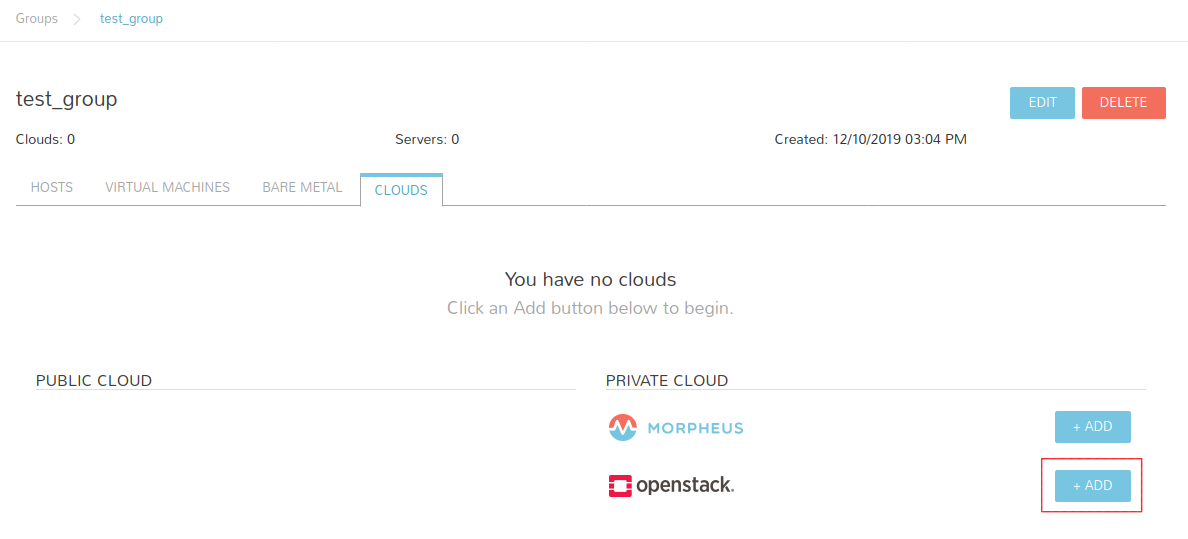 Groups > test_group
test_group
EDIT DELETE
Clouds: 0 Servers: 0 Created: 12/10/2019 03:04 PM
HOSTS VIRTUAL MACHINES BARE METAL CLOUDS
You have no clouds
Click an Add button below to begin.
PUBLIC CLOUD PRIVATE CLOUD
MORPHEUS + ADD
openstack. + ADD